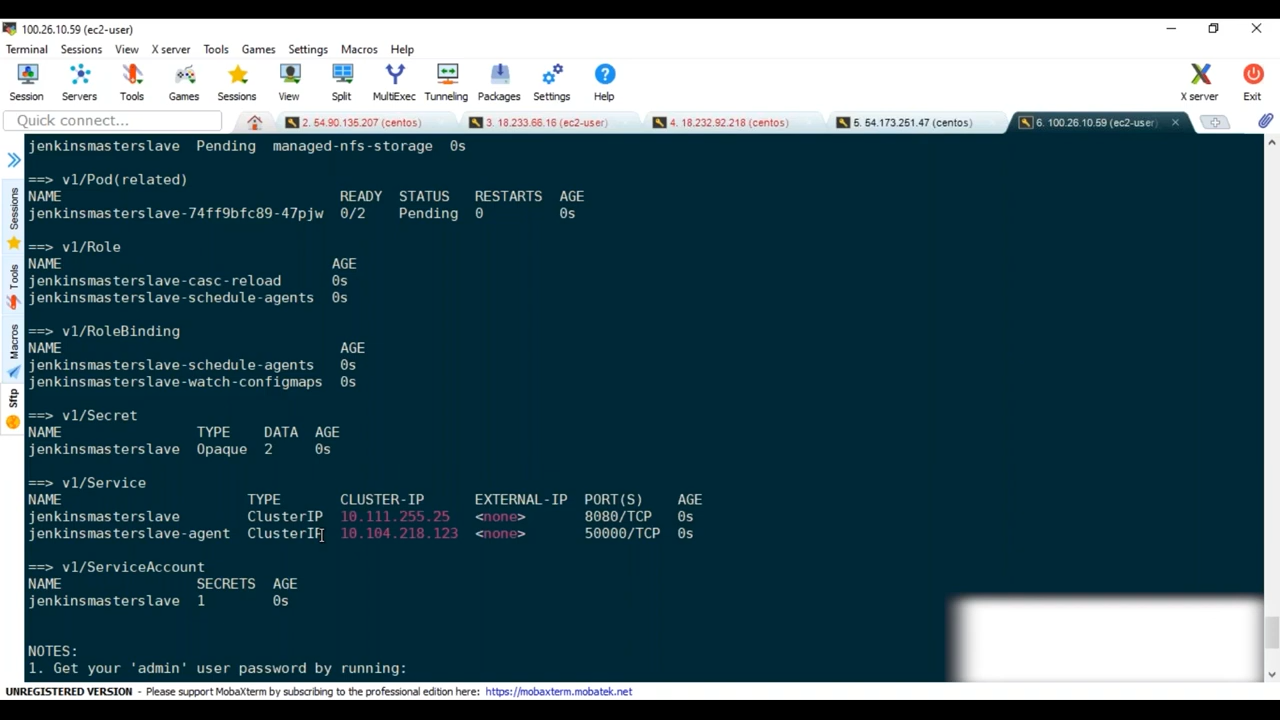 100.26.10.59 (ec2-user)
Terminal Sessions View X server Tools Games Settings Macros Help
Session Servers Tools Games Sessions View Split MultiExec Tunneling Packages Settings Help X server Exit
Quick connect... 2. 54.90.135.207 (centos) 3. 18.233.66.16 (ec2-user) 4. 18.232.92.218 (centos) 5. 54.173.251.47 (centos) 6. 100.26.10.59 (ec2-user)
Sessions
Tools
Macros
Sftp
jenkinsmasterslave Pending managed-nfs-storage 0s
==> v1/Pod(related)
NAME READY STATUS RESTARTS AGE
jenkinsmasterslave-74ff9bfc89-47pjw 0/2 Pending 0 0s
==> v1/Role
NAME AGE
jenkinsmasterslave-casc-reload 0s
jenkinsmasterslave-schedule-agents 0s
==> v1/RoleBinding
NAME AGE
jenkinsmasterslave-schedule-agents 0s
jenkinsmasterslave-watch-configmaps 0s
==> v1/Secret
NAME TYPE DATA AGE
jenkinsmasterslave Opaque 2 0s
==> v1/Service
NAME TYPE CLUSTER-IP EXTERNAL-IP PORT(S) AGE
jenkinsmasterslave ClusterIP 10.111.255.25 <none> 8080/TCP 0s
jenkinsmasterslave-agent ClusterIP 10.104.218.123 <none> 50000/TCP 0s
==> v1/ServiceAccount
NAME SECRETS AGE
jenkinsmasterslave 1 0s
NOTES:
1. Get your 'admin' user password by running:
UNREGISTERED VERSION - Please support MobaXterm by subscribing to the professional edition here: https://mobaxterm.mobatek.net